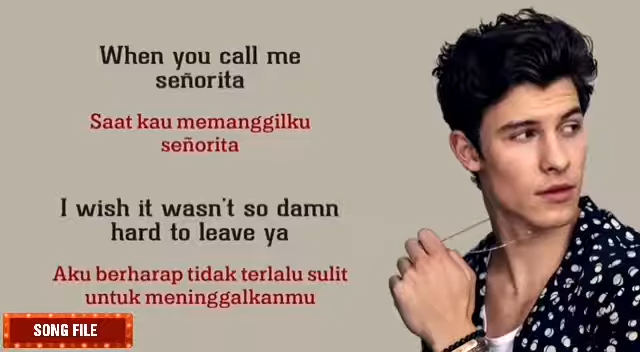 When you call me
señorita
Saat kau memanggilku
señorita
I wish it wasn't so damn
hard to leave ya
Aku berharap tidak terlalu sulit
untuk meninggalkanmu
SONG FILE